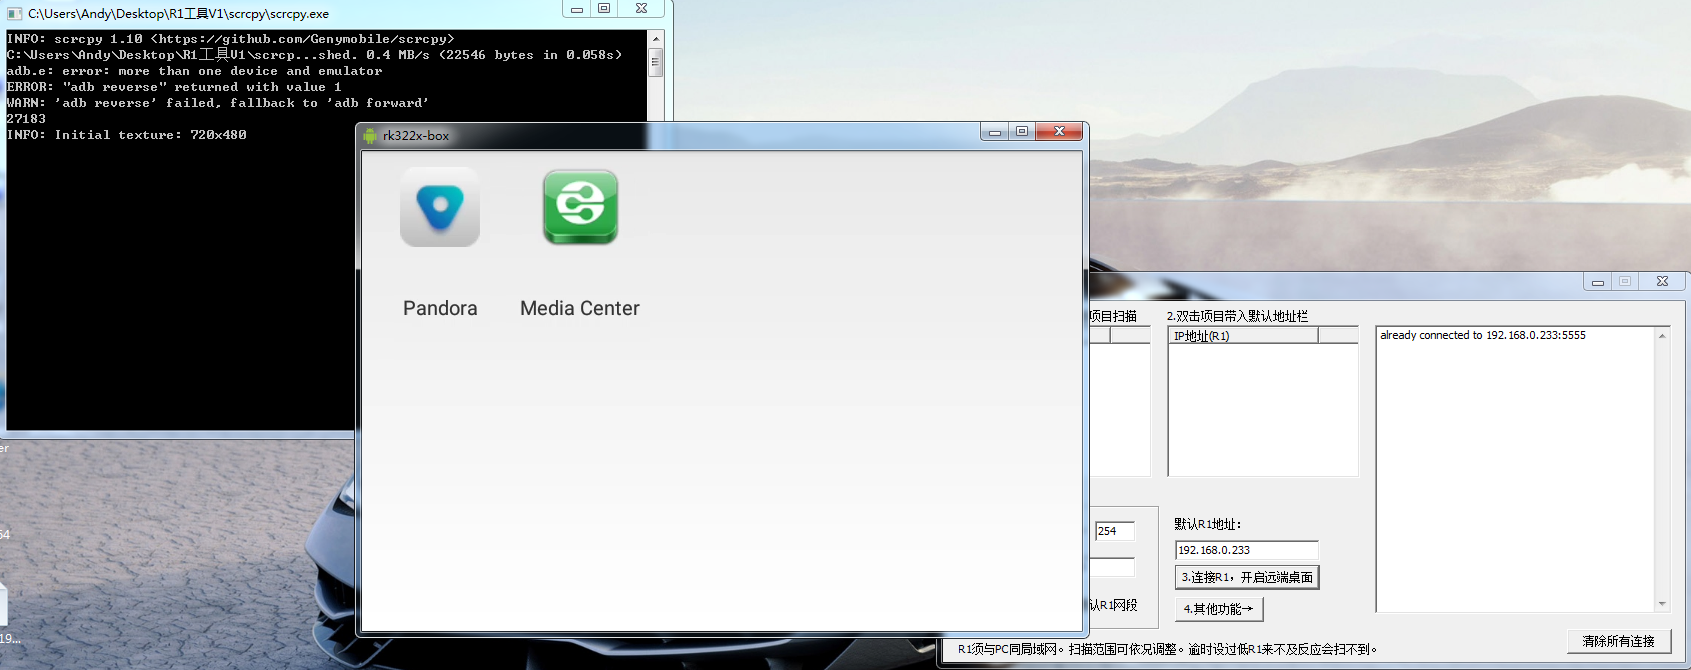 C:\Users\Andy\Desktop\R1工具V1\scrcpy\scrcpy.exe
INFO: scrcpy 1.10 <https://github.com/Genymobile/scrcpy>
C:\Users\Andy\Desktop\R1工具V1\scrcp...shed. 0.4 MB/s (22546 bytes in 0.058s)
adb.e: error: more than one device and emulator
ERROR: "adb reverse" returned with value 1
WARN: 'adb reverse' failed, fallback to 'adb forward'
27183
INFO: Initial texture: 720x480
rk322x-box
Pandora
Media Center
项目扫描
2.双击项目带入默认地址栏
IP地址(R1)
already connected to 192.168.0.233:5555
254
默认R1地址:
192.168.0.233
3.连接R1，开启远端桌面
认R1网段
4.其他功能→
清除所有连接
R1须与PC同局域网。扫描范围可依况调整。逾时设过低R1来不及反应会扫不到。
er
54
19...